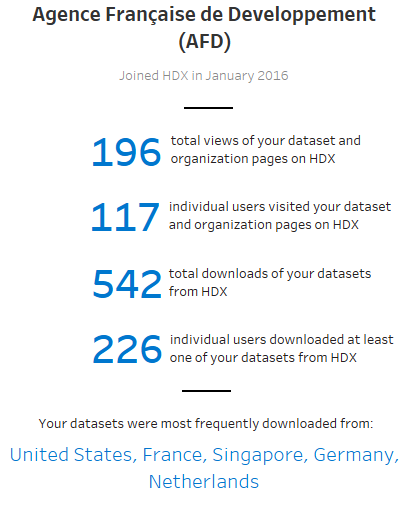 Agence Française de Developpement
(AFD)
Joined HDX in January 2016
196 total views of your dataset and
organization pages on HDX
117 individual users visited your dataset
and organization pages on HDX
542 total downloads of your datasets
from HDX
226 individual users downloaded at least
one of your datasets from HDX
Your datasets were most frequently downloaded from:
United States, France, Singapore, Germany,
Netherlands